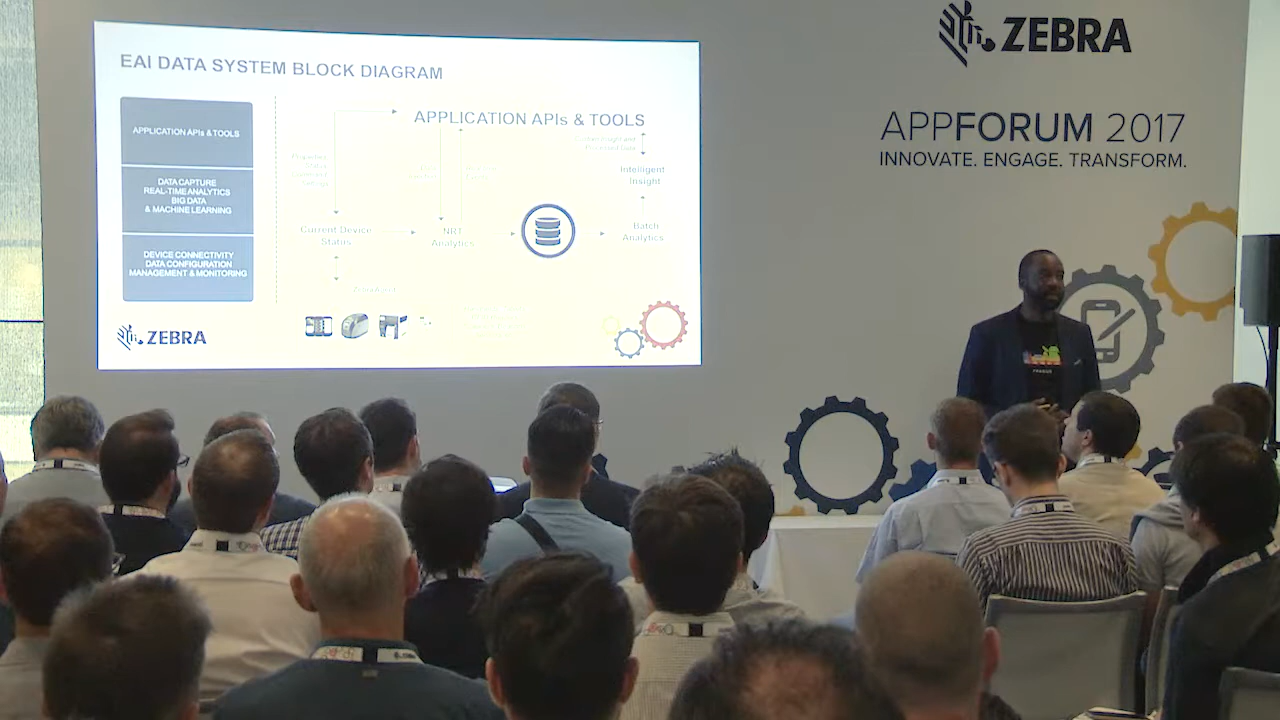 EAI DATA SYSTEM BLOCK DIAGRAM
APPLICATION APIs & TOOLS
DATA CAPTURE
REAL-TIME ANALYTICS
BIG DATA
& MACHINE LEARNING
DEVICE CONNECTIVITY
DATA CONFIGURATION
MANAGEMENT & MONITORING
APPLICATION APIs & TOOLS
Intelligent
Insight
Current Device
Status
NRT
Analytics
Batch
Analytics
ZEBRA
ZEBRA
APPFORUM 2017
INNOVATE. ENGAGE. TRANSFORM.